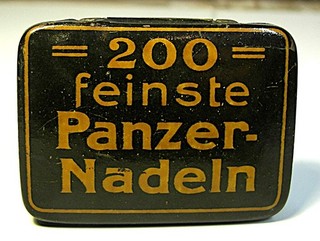 = 200 =
feinste
Panzer-
Nadeln